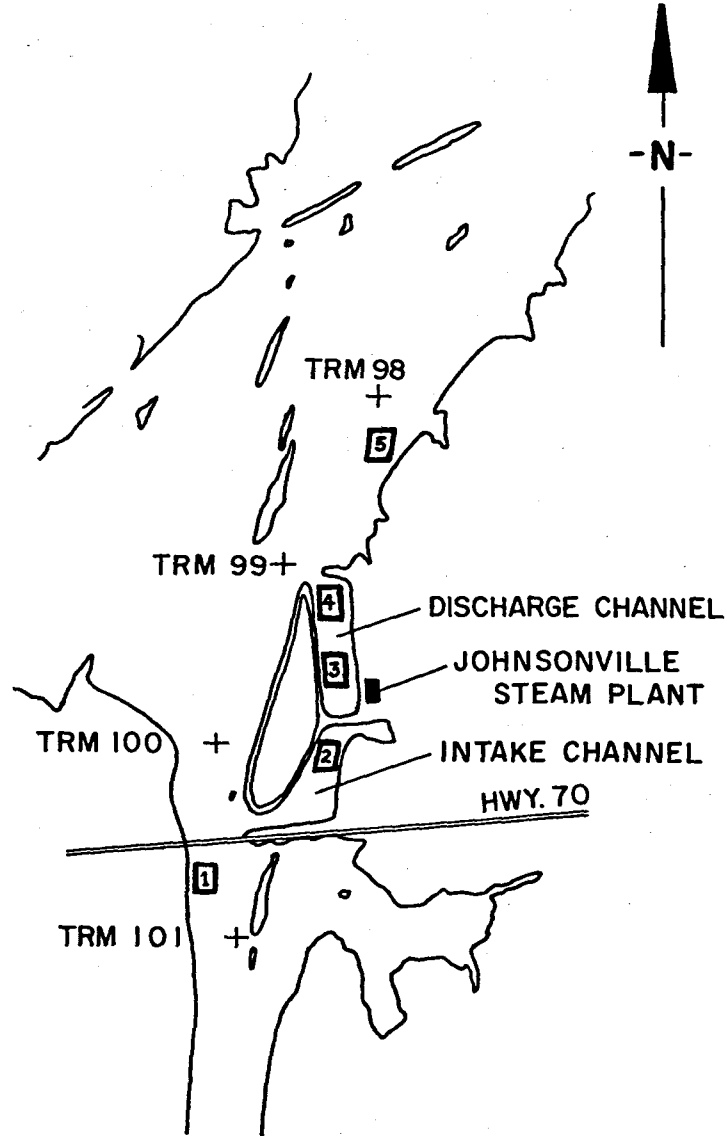 -N-
TRM 98
5
TRM 99
4
DISCHARGE CHANNEL
3
JOHNSONVILLE
STEAM PLANT
TRM 100
2
INTAKE CHANNEL
HWY. 70
1
TRM 101